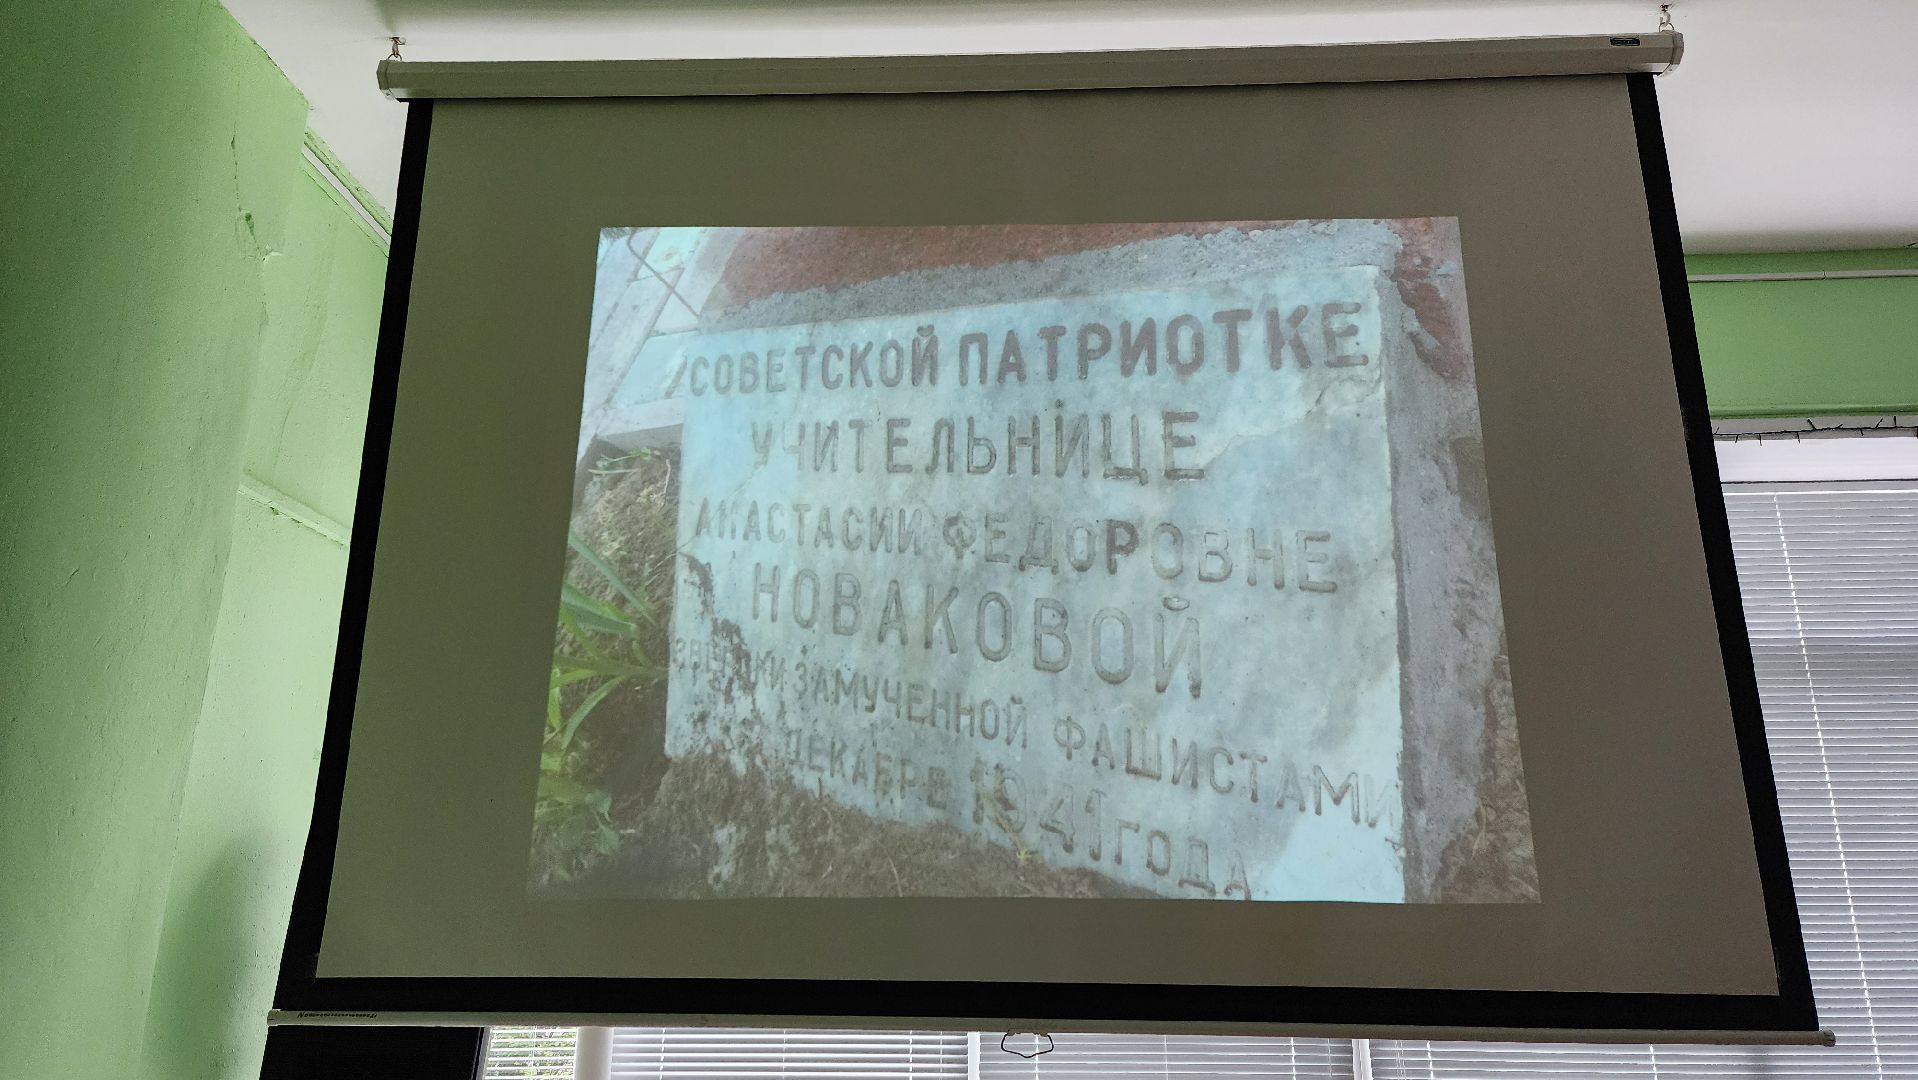 СОВЕТСКОЙ ПАТРИОТКЕ
УЧИТЕЛЬНИЦЕ
АНАСТАСИИ ФЕДОРОВНЕ
НОВАКОВОЙ
ЗАМУЧЕННОЙ ФАШИСТАМИ
ДЕКАБРЕ 1941 ГОДА